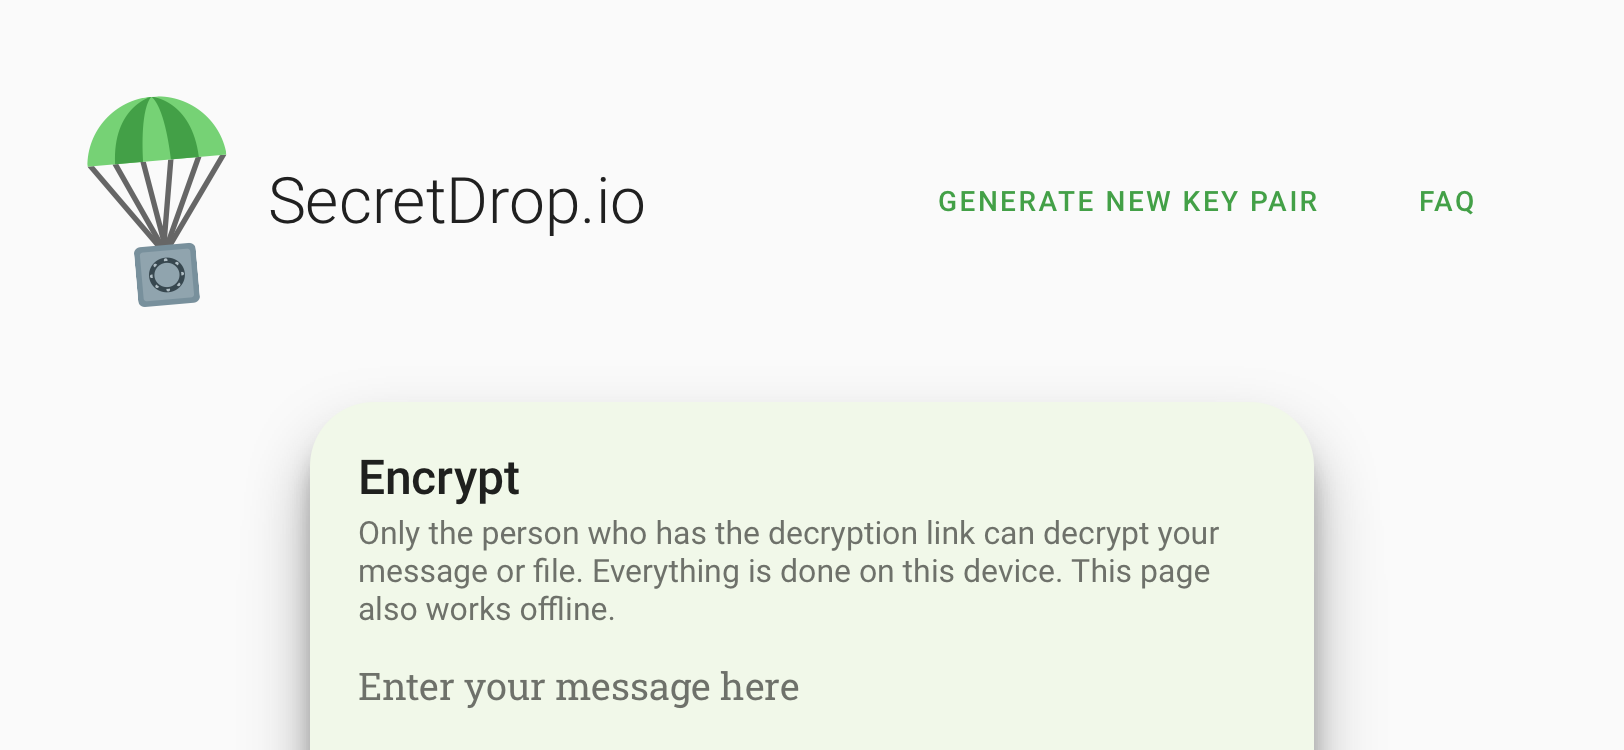 SecretDrop.io
GENERATE NEW KEY PAIR
FAQ
Encrypt
Only the person who has the decryption link can decrypt your
message or file. Everything is done on this device. This page
also works offline.
Enter your message here